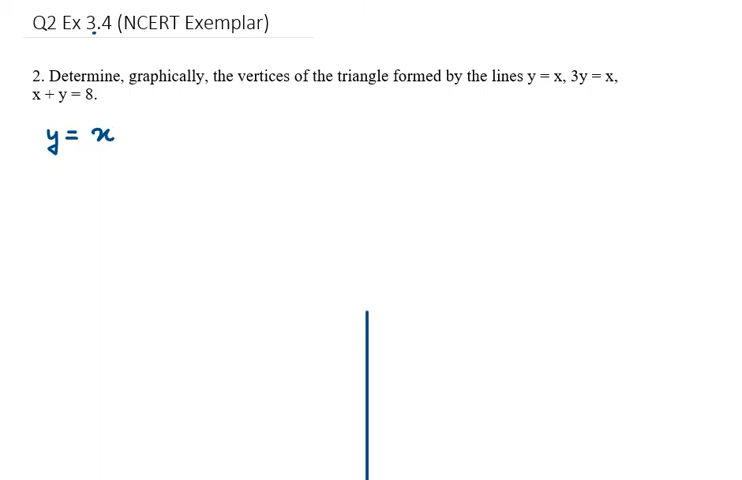 Q2 Ex 3.4 (NCERT Exemplar)
2. Determine, graphically, the vertices of the triangle formed by the lines y = x, 3y = x,
x + y = 8.
y = x